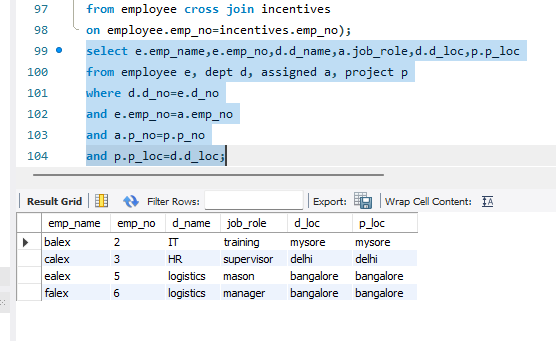 97 from employee cross join incentives
98 on employee.emp_no=incentives.emp_no);
99 select e.emp_name,e.emp_no,d.d_name,a.job_role,d.d_loc,p.p_loc
100 from employee e, dept d, assigned a, project p
101 where d.d_no=e.d_no
102 and e.emp_no=a.emp_no
103 and a.p_no=p.p_no
104 and p.p_loc=d.d_loc;
Result Grid Filter Rows: Export: Wrap Cell Content: IA
emp_name emp_no d_name job_role d_loc p_loc
balex 2 IT training mysore mysore
calex 3 HR supervisor delhi delhi
ealex 5 logistics mason bangalore bangalore
falex 6 logistics manager bangalore bangalore